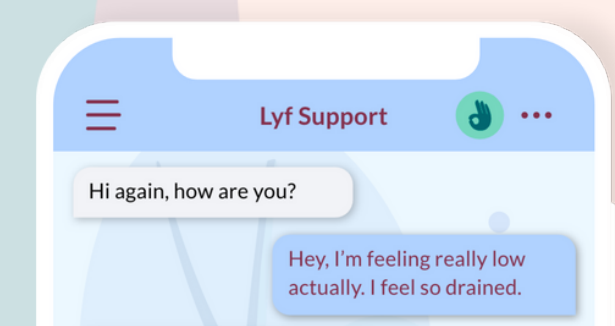 Lyf Support
Hi again, how are you?
Hey, I’m feeling really low
actually. I feel so drained.